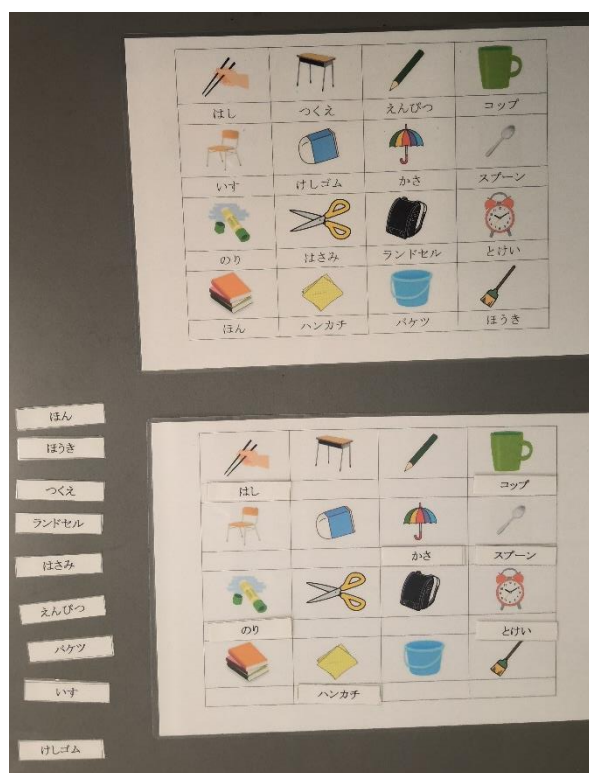 はし つくえ えんぴつ コップ
いす けしゴム かさ スプーン
のり はさみ ランドセル とけい
ほん ハンカチ バケツ ほうき
ほん
ほうき
つくえ
ランドセル
はさみ
えんぴつ
バケツ
いす
けしゴム
はし コップ
かさ スプーン
のり とけい
ハンカチ